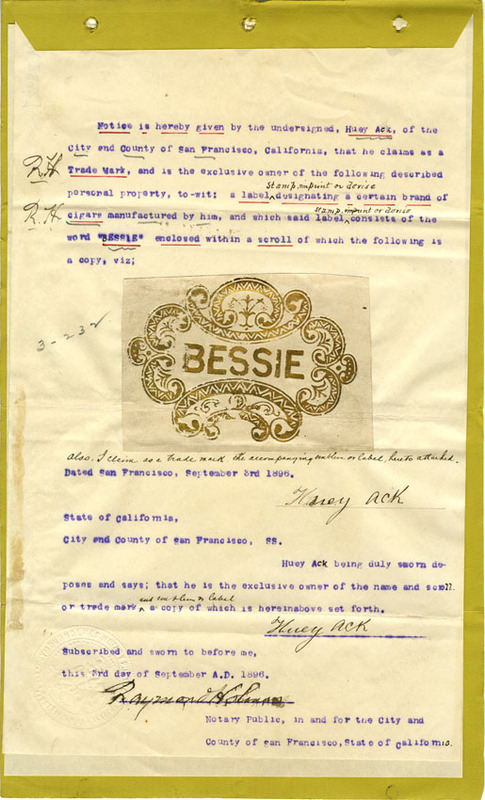 Notice is hereby given by the undersigned, Huey Ack, of the
City and County of San Francisco, California, that he claims as a
R.H. Trade Mark, and is the exclusive owner of the following described
stamp, imprint or device
personal property, to-wit: a label designating a certain brand of
stamp, imprint or device
R.H. cigars manufactured by him, and which said label consists of the
word "BESSIE" enclosed within a scroll of which the following is
a copy, viz;
3-232
BESSIE
also. I claim as a trade mark the accompanying emblem or label, hereto attached.
Dated San Francisco, September 3rd 1896.
Huey Ack
State of California,
City and County of San Francisco, SS.
Huey Ack being duly sworn de-
poses and says; that he is the exclusive owner of the name and scroll
and emblem or label
or trade mark a copy of which is hereinabove set forth.
Huey Ack
Subscribed and sworn to before me,
this 3rd day of September A.D. 1896.
Raymond H.
Notary Public, in and for the City and
County of San Francisco, State of California.